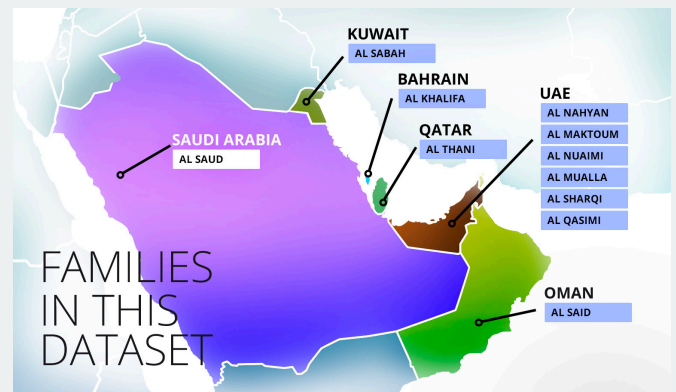 KUWAIT
AL SABAH
BAHRAIN
AL KHALIFA
QATAR
AL THANI
UAE
AL NAHYAN
AL MAKTOUM
AL NUAIMI
AL MUALLA
AL SHARQI
AL QASIMI
SAUDI ARABIA
AL SAUD
OMAN
AL SAID
FAMILIES
IN THIS
DATASET